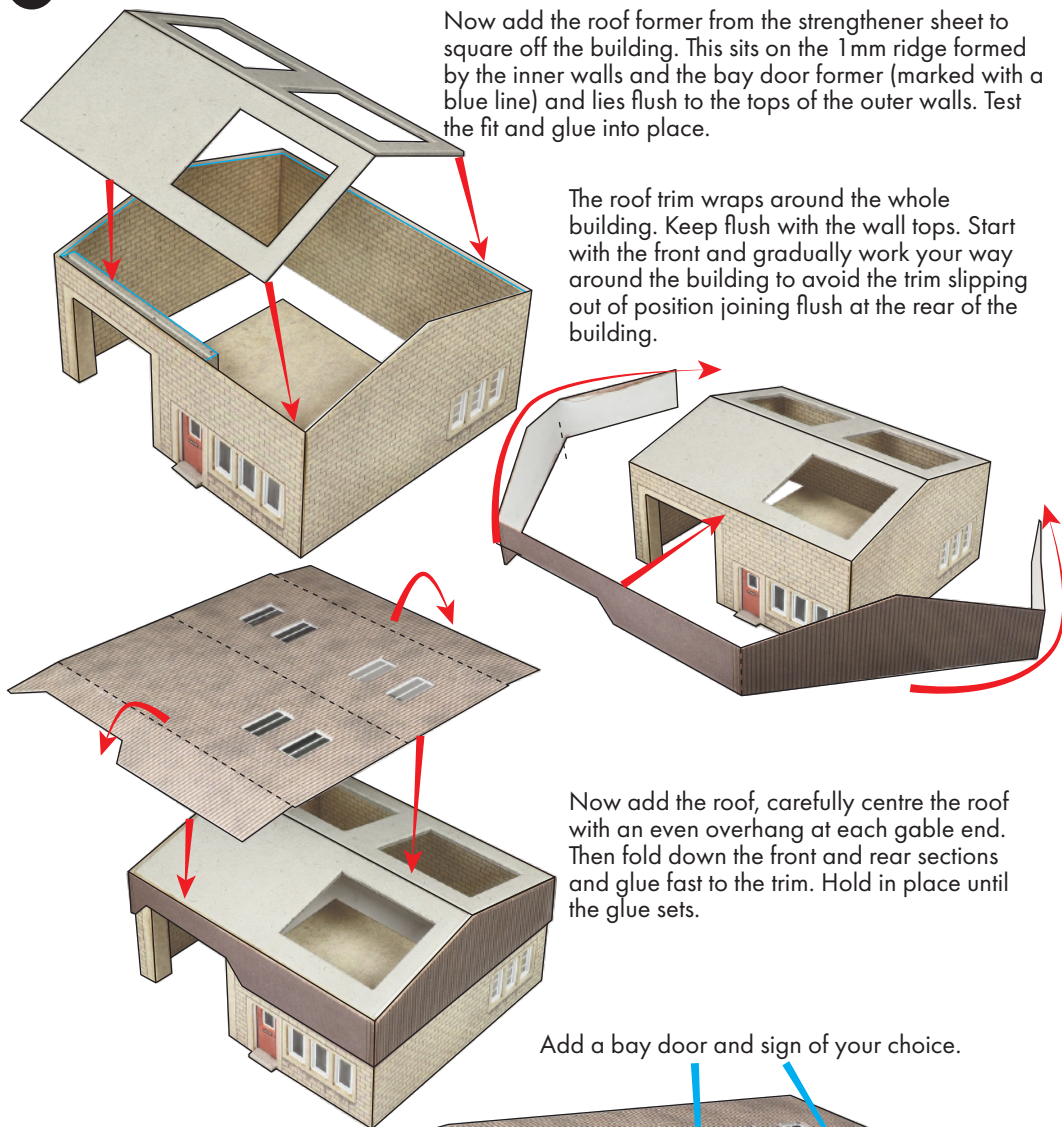 Now add the roof former from the strengthener sheet to
square off the building. This sits on the 1mm ridge formed
by the inner walls and the bay door former (marked with a
blue line) and lies flush to the tops of the outer walls. Test
the fit and glue into place.
The roof trim wraps around the whole
building. Keep flush with the wall tops. Start
with the front and gradually work your way
around the building to avoid the trim slipping
out of position joining flush at the rear of the
building.
Now add the roof, carefully centre the roof
with an even overhang at each gable end.
Then fold down the front and rear sections
and glue fast to the trim. Hold in place until
the glue sets.
Add a bay door and sign of your choice.